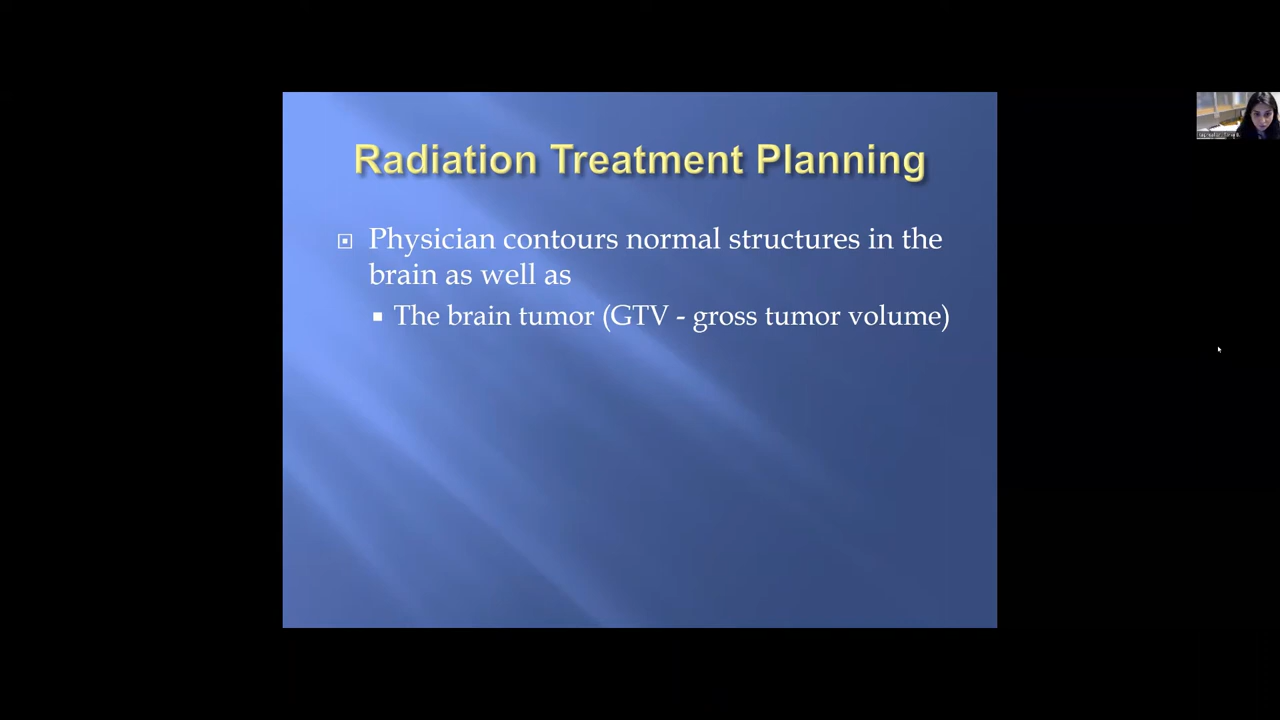 Radiation Treatment Planning
Physician contours normal structures in the
brain as well as
The brain tumor (GTV - gross tumor volume)